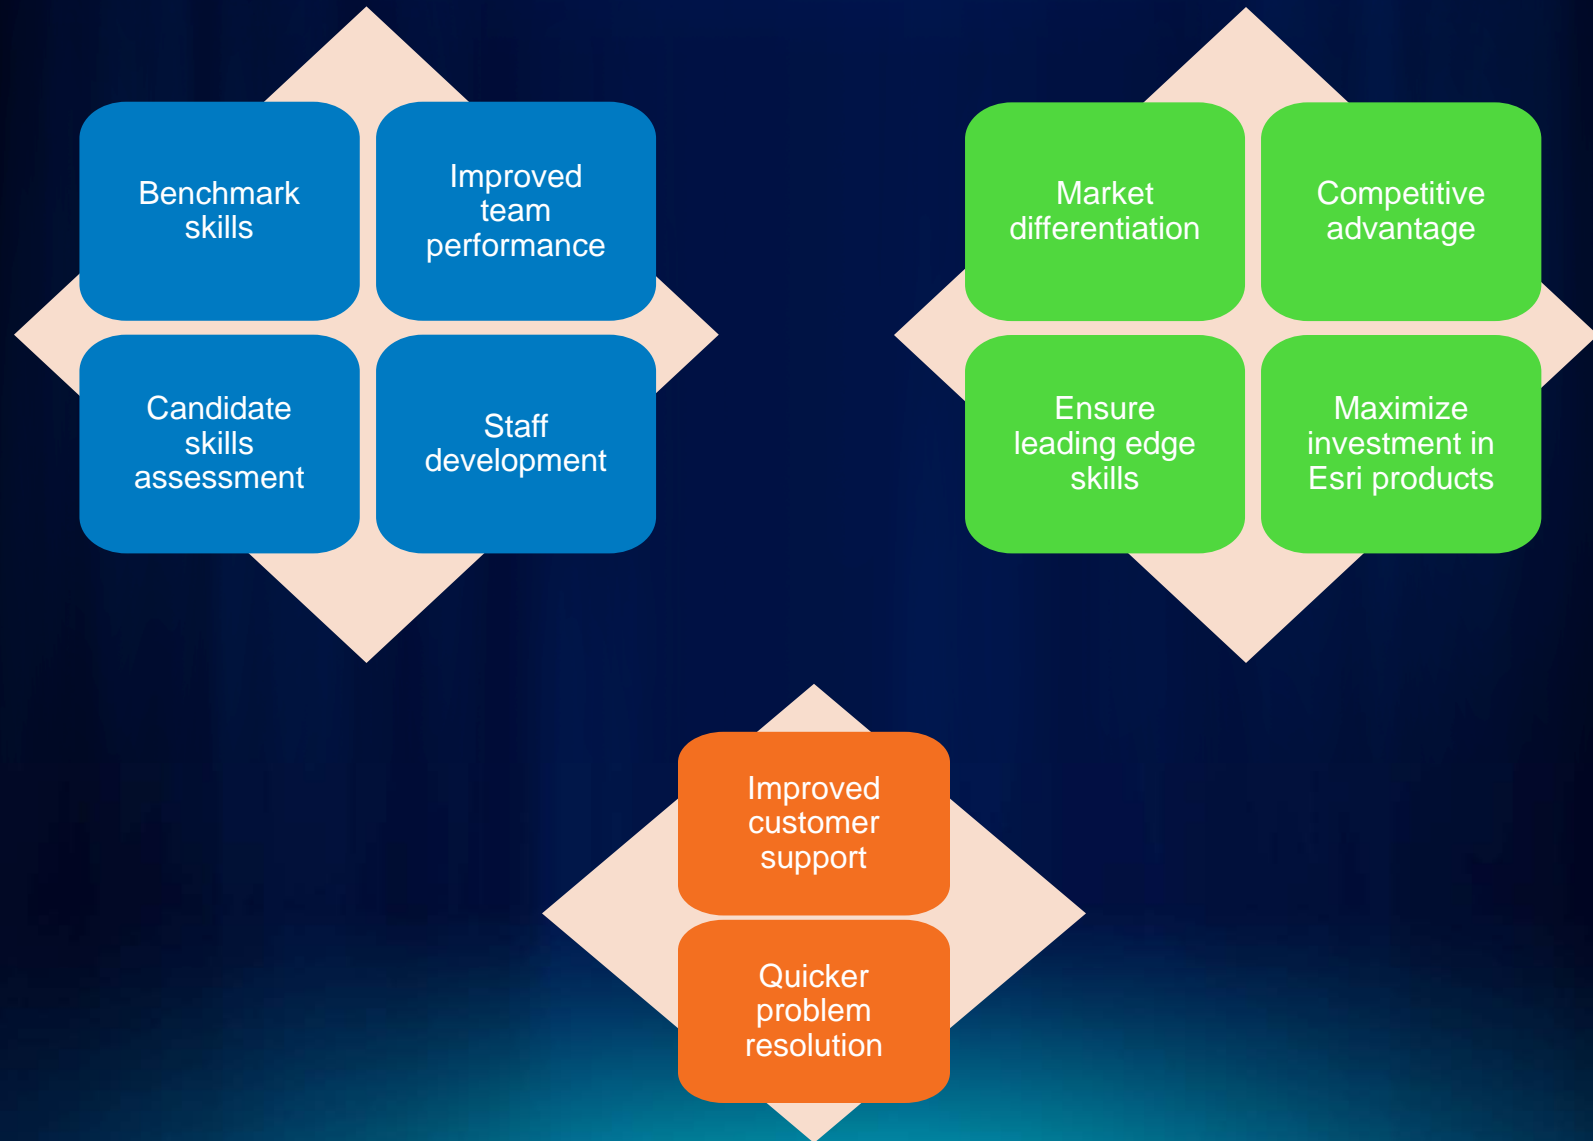 Benchmark
skills
Improved
team
performance
Candidate
skills
assessment
Staff
development
Market
differentiation
Competitive
advantage
Ensure
leading edge
skills
Maximize
investment in
Esri products
Improved
customer
support
Quicker
problem
resolution